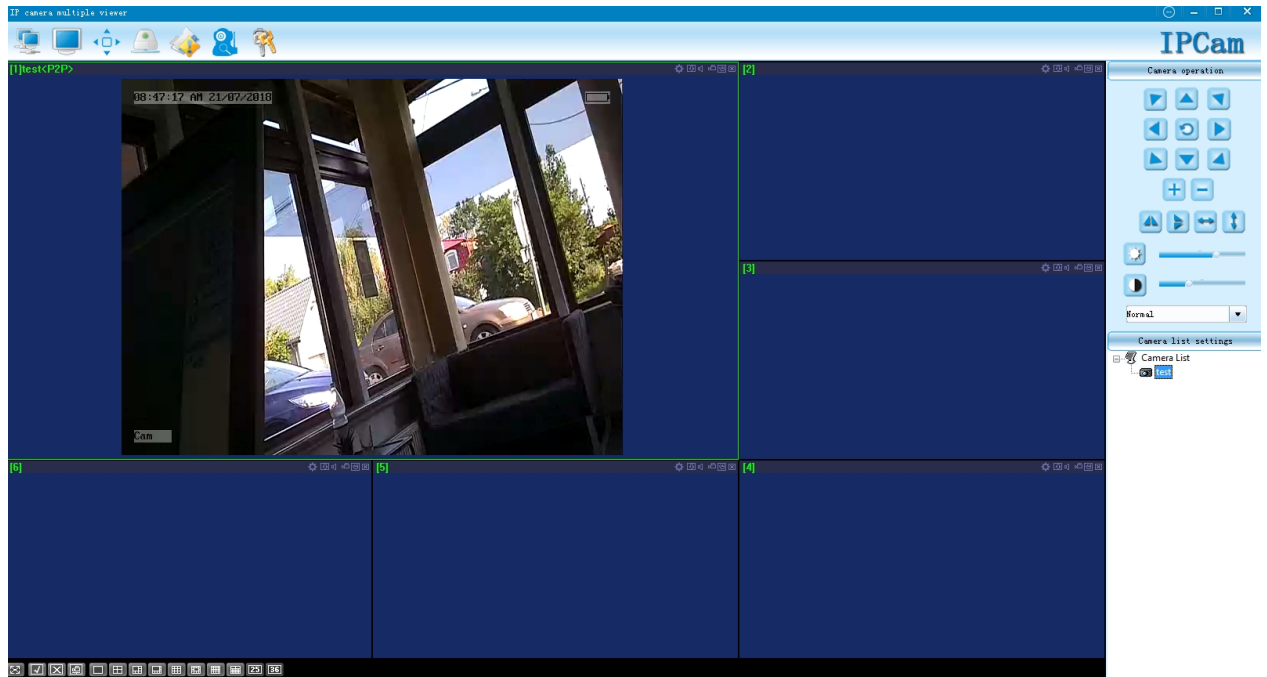 IP camera multiple viewer
IPCam
[1]test<P2P>
08:47:17 AM 21/07/2018
Cam
[2]
[3]
[6]
[5]
[4]
25
36
Camera operation
Normal
Camera list settings
Camera List
test